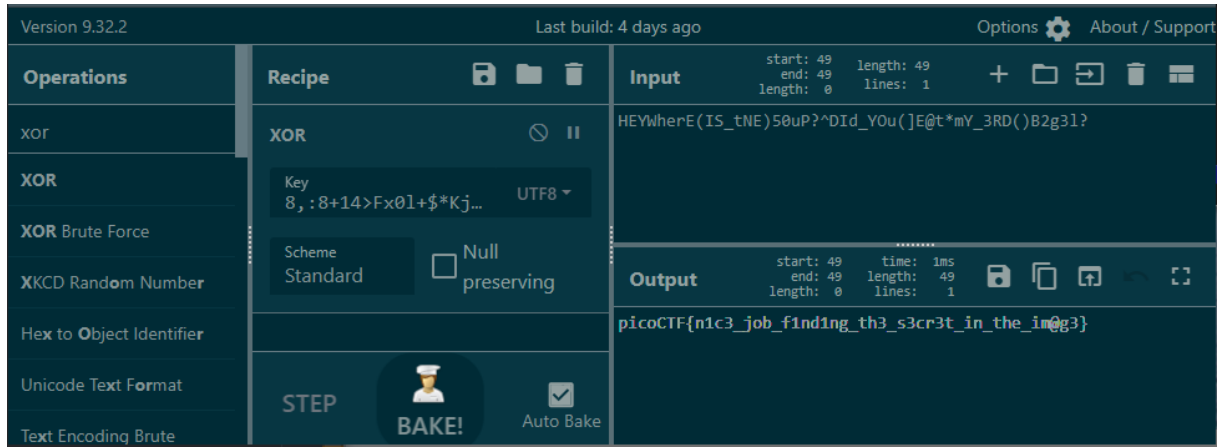 Version 9.32.2
Last build: 4 days ago
Options
About / Support
Operations
xor
XOR
XOR Brute Force
XKCD Random Number
Hex to Object Identifier
Unicode Text Format
Text Encoding Brute
Recipe
XOR
Key
8,:8+14>Fx0l+$*Kj…
UTF8
Scheme
Standard
Null
preserving
STEP
BAKE!
Auto Bake
Input
start: 49
end: 49
length: 0
length: 49
lines: 1
HEYWherE(IS_tNE)50uP?^DId_YOu(]E@t*mY_3RD()B2g3l?
Output
start: 49
end: 49
length: 0
time: 1ms
length: 49
lines: 1
picoCTF{n1c3_job_f1nd1ng_th3_s3cr3t_in_the_im@g3}